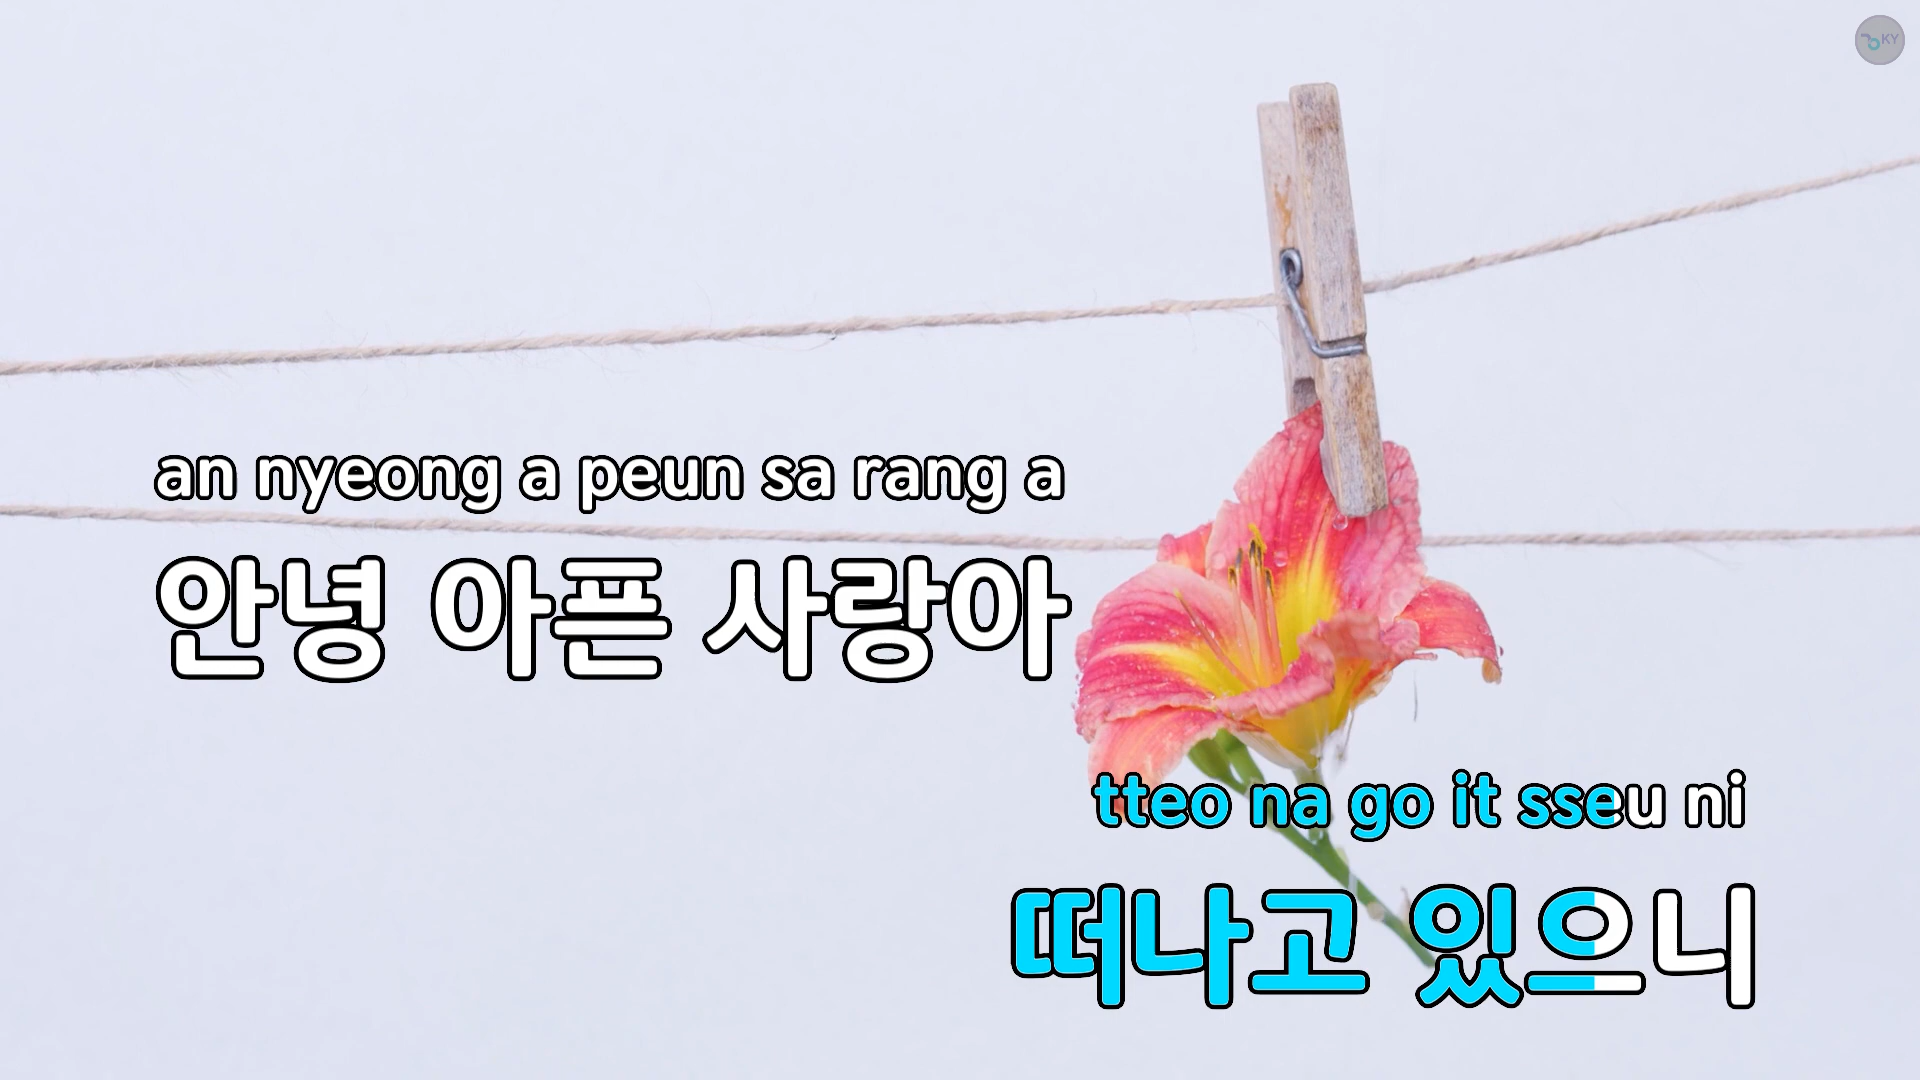 KY
an nyeong a peun sa rang a
안녕 아픈 사랑아
tteo na go it sseu ni
떠나고 있으니